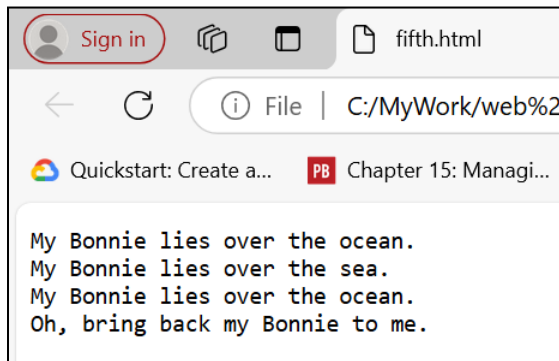 Sign in
fifth.html
File | C:/MyWork/web%2
Quickstart: Create a... PB Chapter 15: Managi...
My Bonnie lies over the ocean.
My Bonnie lies over the sea.
My Bonnie lies over the ocean.
Oh, bring back my Bonnie to me.